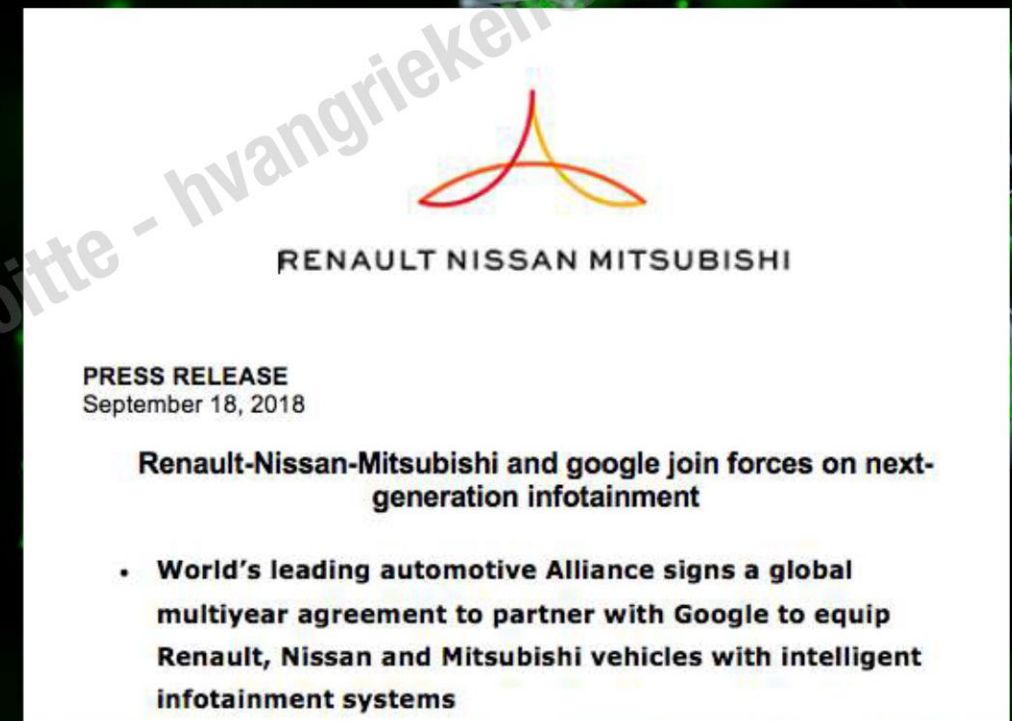 hvangrieken
RENAULT NISSAN MITSUBISHI
PRESS RELEASE
September 18, 2018
Renault-Nissan-Mitsubishi and google join forces on next-
generation infotainment
• World's leading automotive Alliance signs a global
multiyear agreement to partner with Google to equip
Renault, Nissan and Mitsubishi vehicles with intelligent
infotainment systems